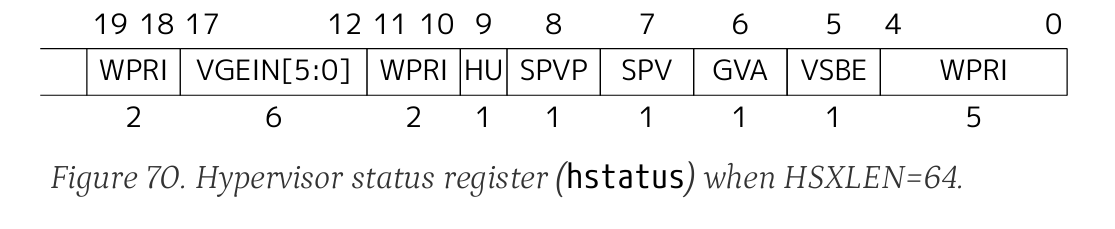 19 18 17 12 11 10 9 8 7 6 5 4 0
WPRI VGEIN[5:0] WPRI HU SPVP SPV GVA VSBE WPRI
2 6 2 1 1 1 1 1 5
Figure 70. Hypervisor status register (hstatus) when HSXLEN=64.